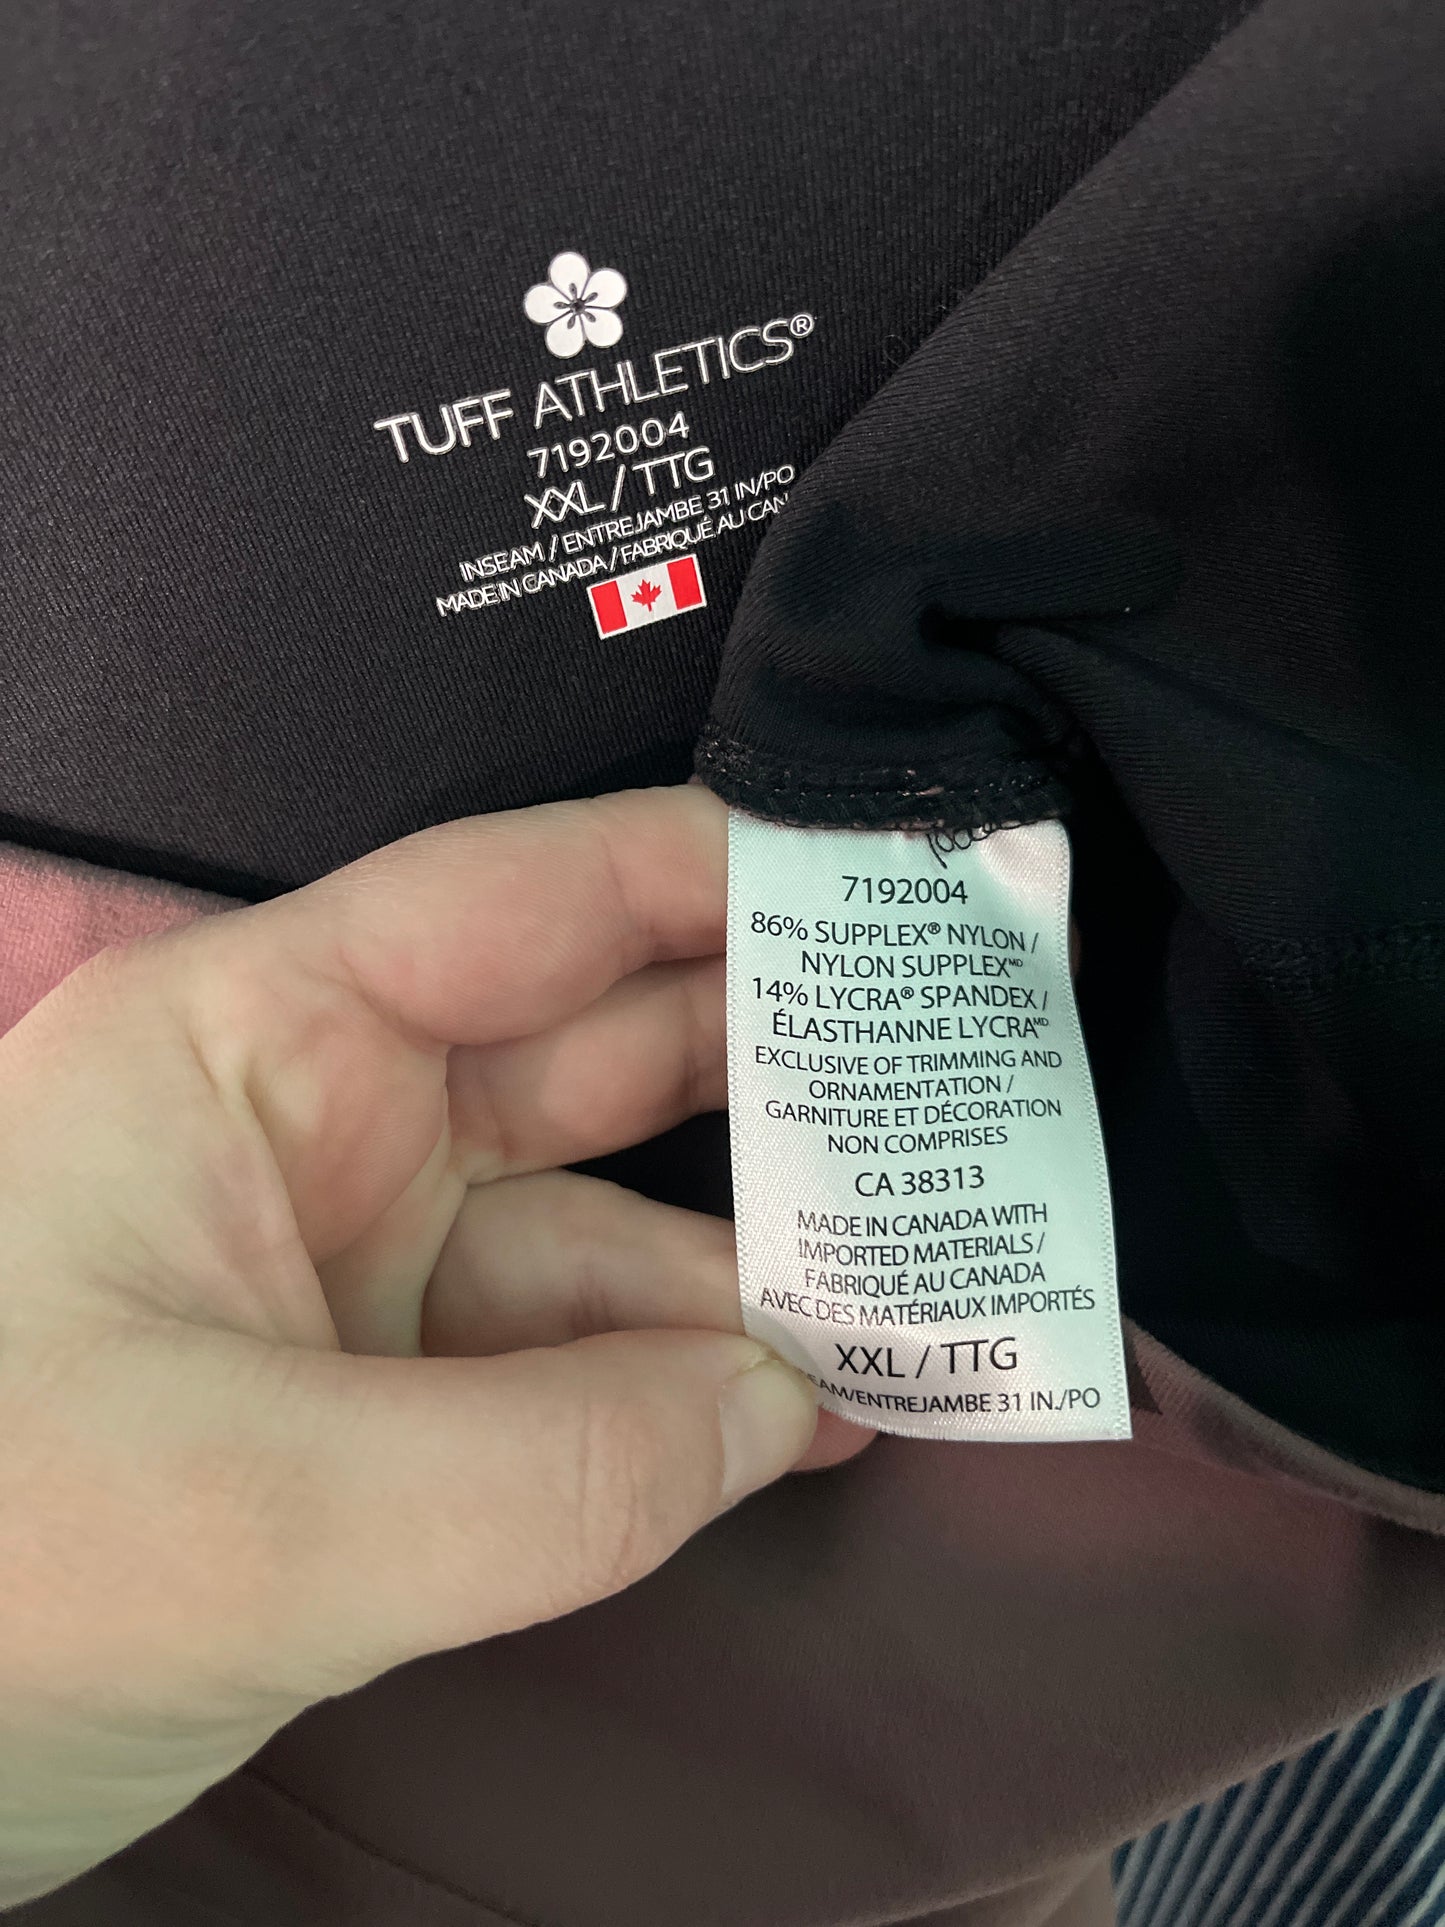 TUFF ATHLETICS®
7192004
XXL / TTG
INSEAM / ENTREJAMBE 31 IN/PO
MADE IN CANADA / FABRIQUÉ AU
7192004
86% SUPPLEX® NYLON /
NYLON SUPPLEXᴹᴰ
14% LYCRA® SPANDEX /
ÉLASTHANNE LYCRAᴹᴰ
EXCLUSIVE OF TRIMMING AND
ORNAMENTATION /
GARNITURE ET DÉCORATION
NON COMPRISES
CA 38313
MADE IN CANADA WITH
IMPORTED MATERIALS /
FABRIQUÉ AU CANADA
AVEC DES MATÉRIAUX IMPORTÉS
XXL / TTG
/ENTREJAMBE 31 IN./PO